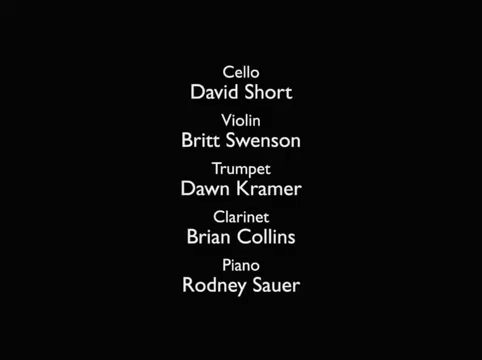 Cello
David Short
Violin
Britt Swenson
Trumpet
Dawn Kramer
Clarinet
Brian Collins
Piano
Rodney Sauer